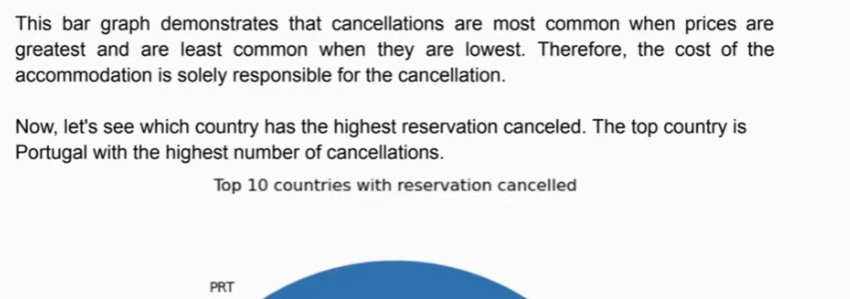 This bar graph demonstrates that cancellations are most common when prices are
greatest and are least common when they are lowest. Therefore, the cost of the
accommodation is solely responsible for the cancellation.
Now, let's see which country has the highest reservation canceled. The top country is
Portugal with the highest number of cancellations.
Top 10 countries with reservation cancelled
PRT